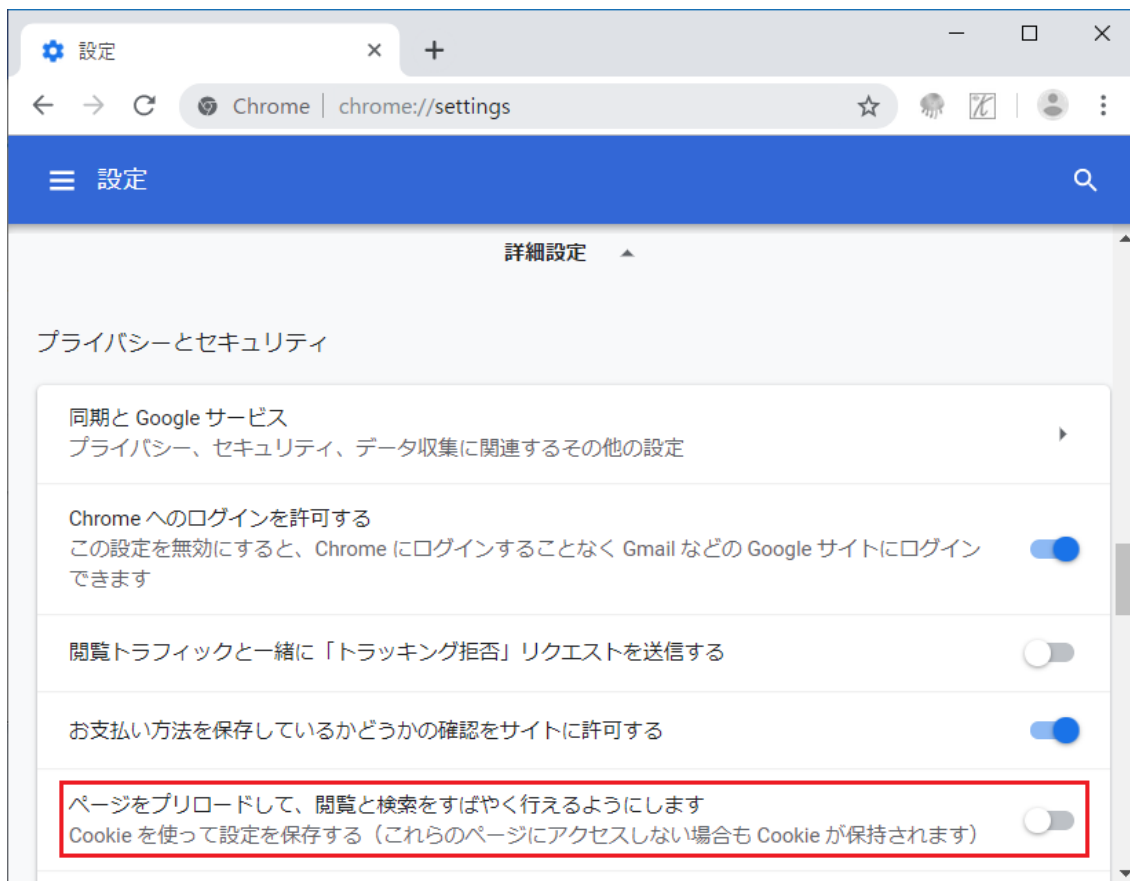 設定
Chrome
chrome://settings
設定
詳細設定
プライバシーとセキュリティ
同期と Google サービス
プライバシー、セキュリティ、データ収集に関連するその他の設定
Chrome へのログインを許可する
この設定を無効にすると、Chrome にログインすることなく Gmail などの Google サイトにログイン
できます
閲覧トラフィックと一緒に「トラッキング拒否」リクエストを送信する
お支払い方法を保存しているかどうかの確認をサイトに許可する
ページをプリロードして、閲覧と検索をすばやく行えるようにします
Cookie を使って設定を保存する（これらのページにアクセスしない場合も Cookie が保持されます）